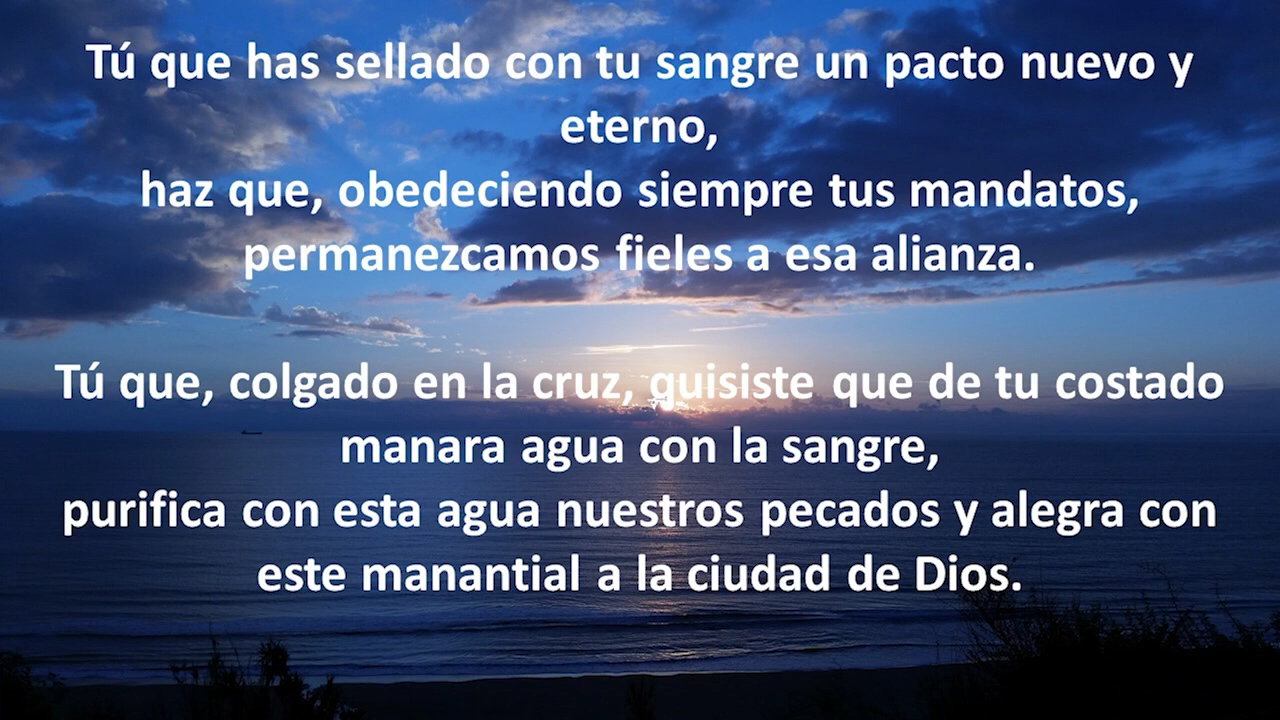 Tú que has sellado con tu sangre un pacto nuevo y
eterno,
haz que, obedeciendo siempre tus mandatos,
permanezcamos fieles a esa alianza.
Tú que, colgado en la cruz, quisiste que de tu costado
manara agua con la sangre,
purifica con esta agua nuestros pecados y alegra con
este manantial a la ciudad de Dios.